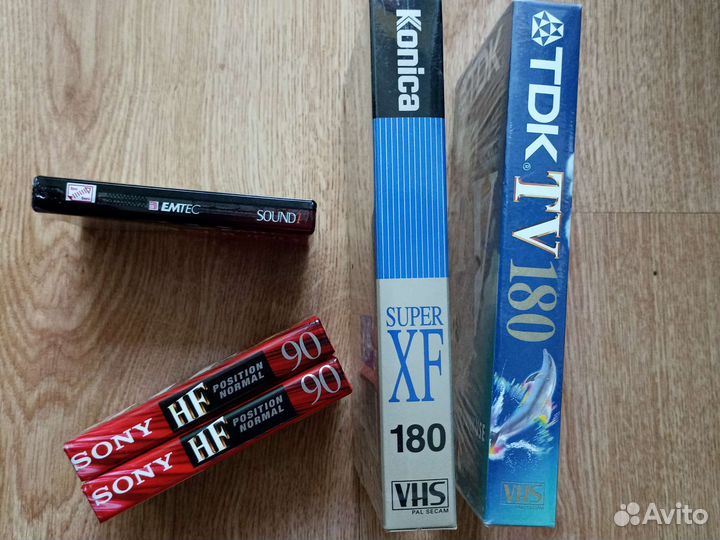 EMTEC SOUND I
SONY HF POSITION NORMAL 90
SONY HF POSITION NORMAL 90
Konica
SUPER
XF
180
VHS
PAL SECAM
TDK
TV 180
VHS
Avito